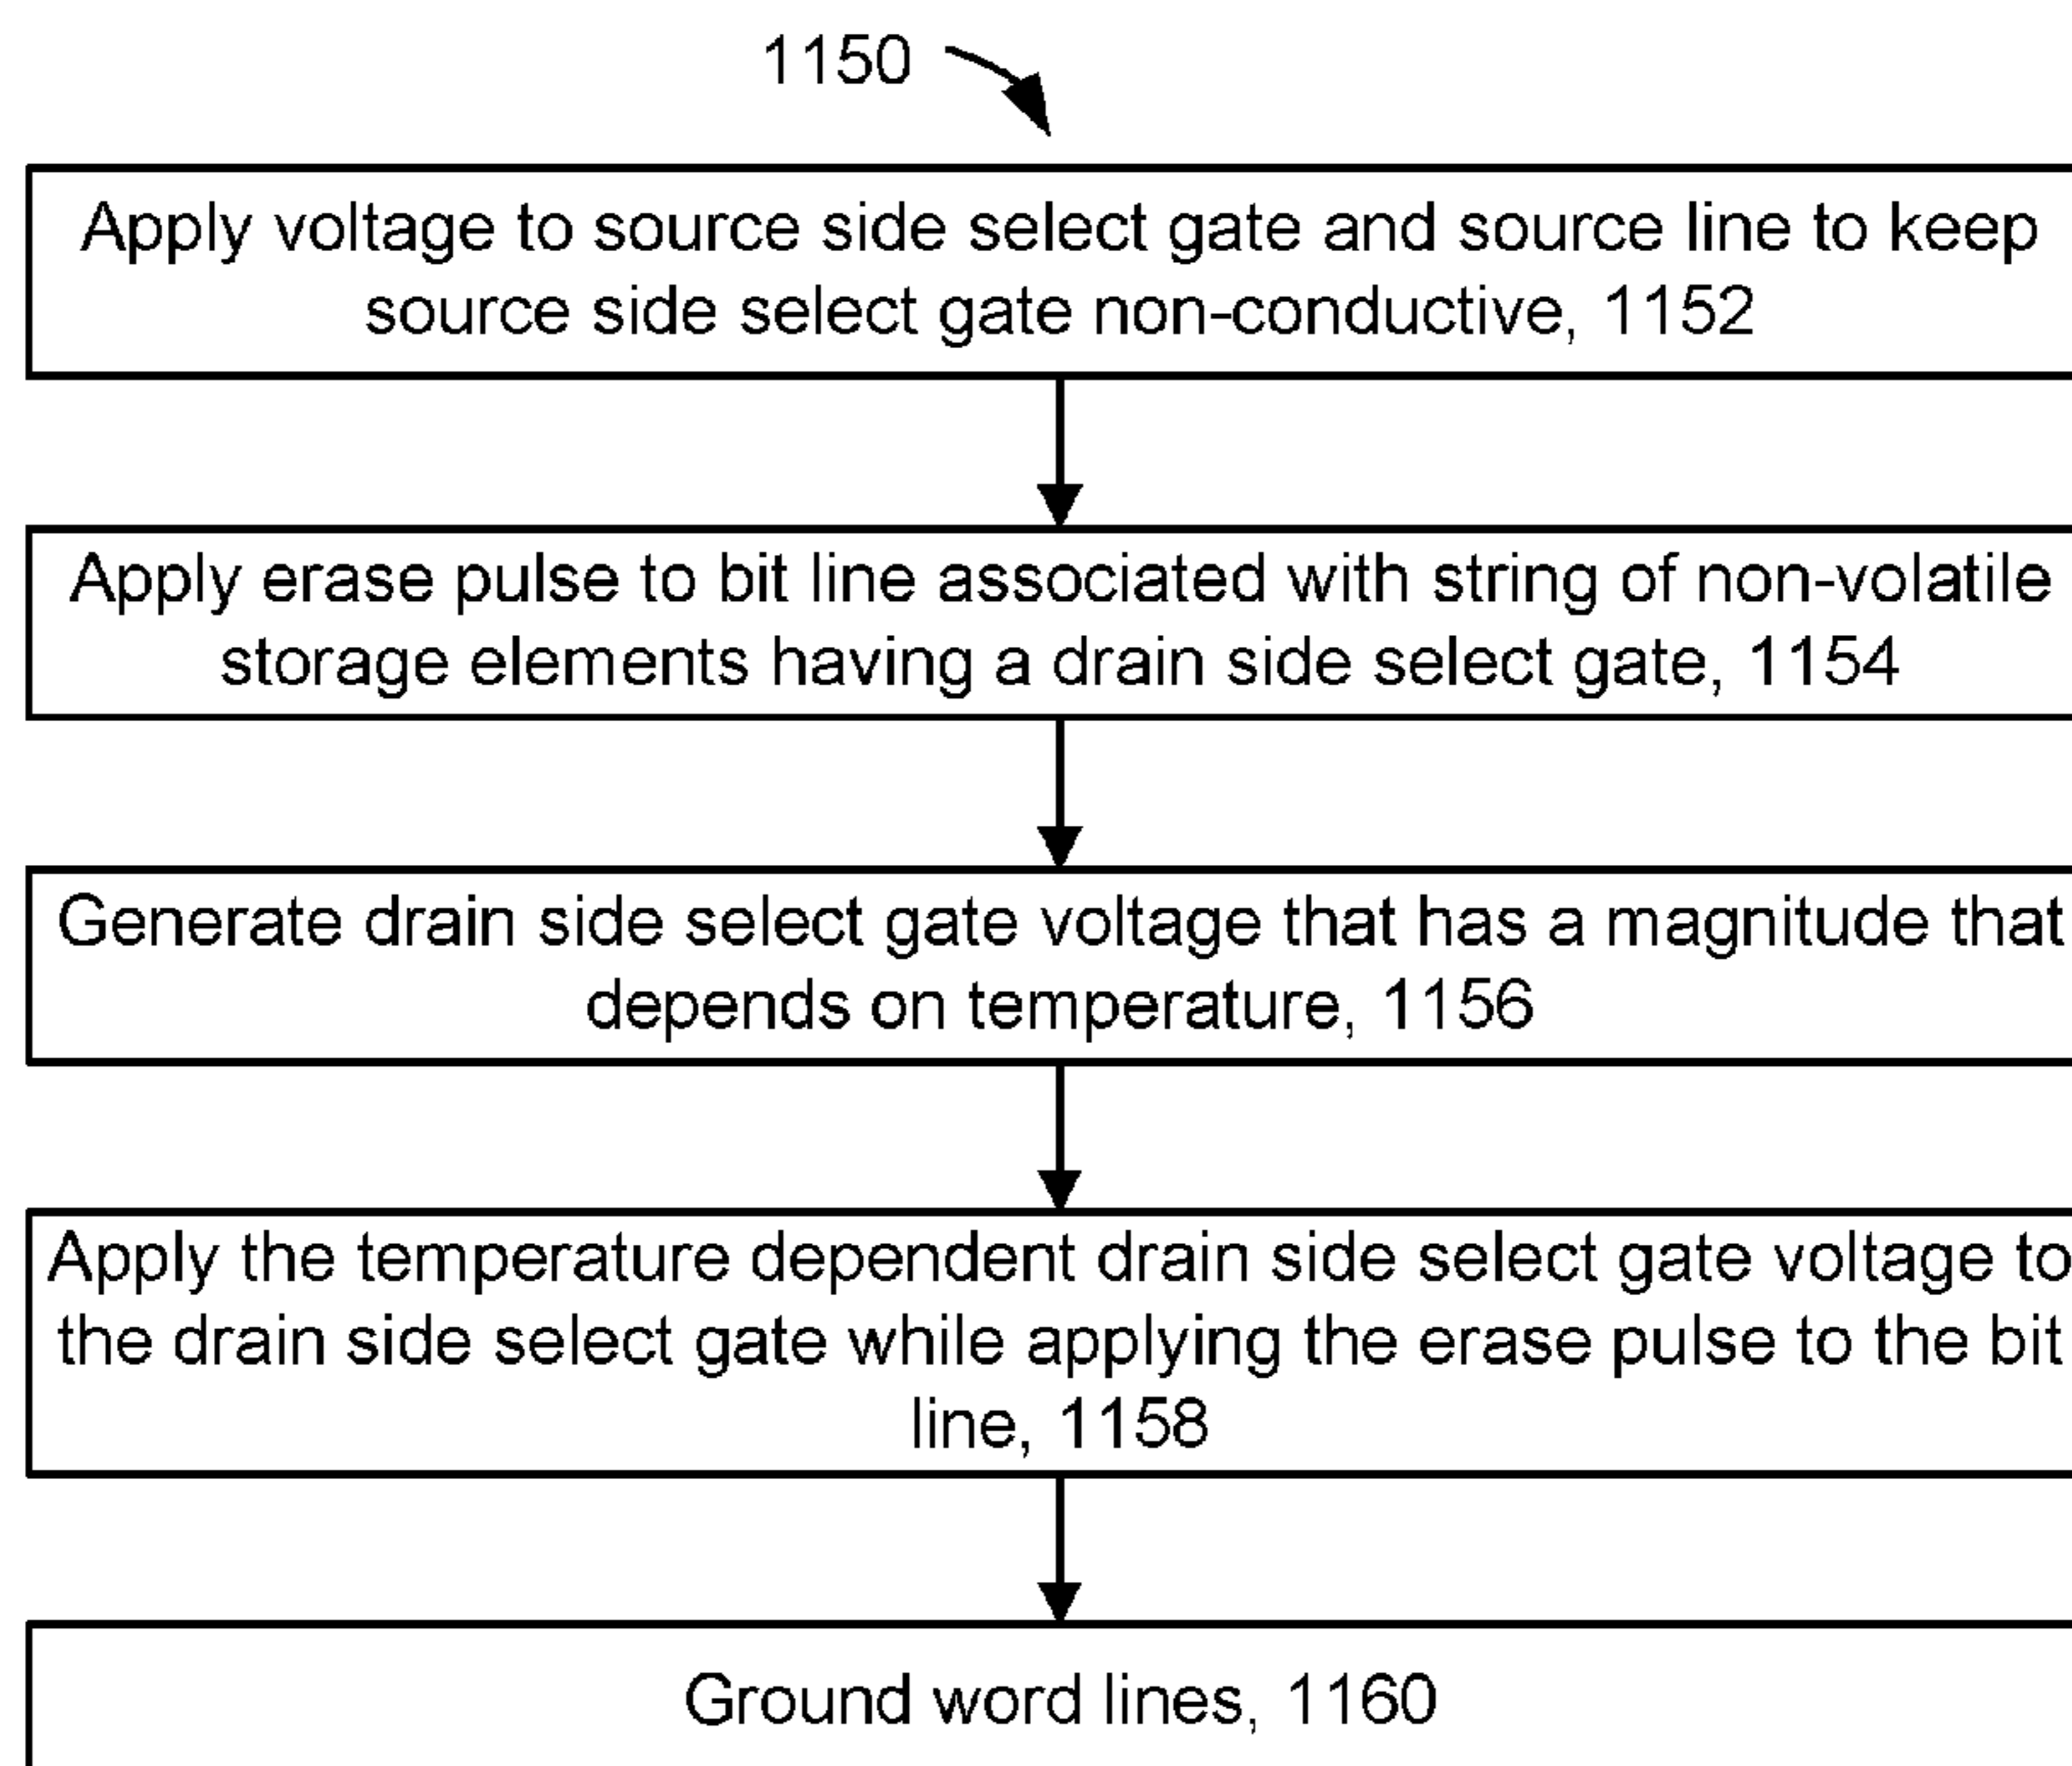 1150
Apply voltage to source side select gate and source line to keep
source side select gate non-conductive, 1152
Apply erase pulse to bit line associated with string of non-volatile
storage elements having a drain side select gate, 1154
Generate drain side select gate voltage that has a magnitude that
depends on temperature, 1156
Apply the temperature dependent drain side select gate voltage to
the drain side select gate while applying the erase pulse to the bit
line, 1158
Ground word lines, 1160